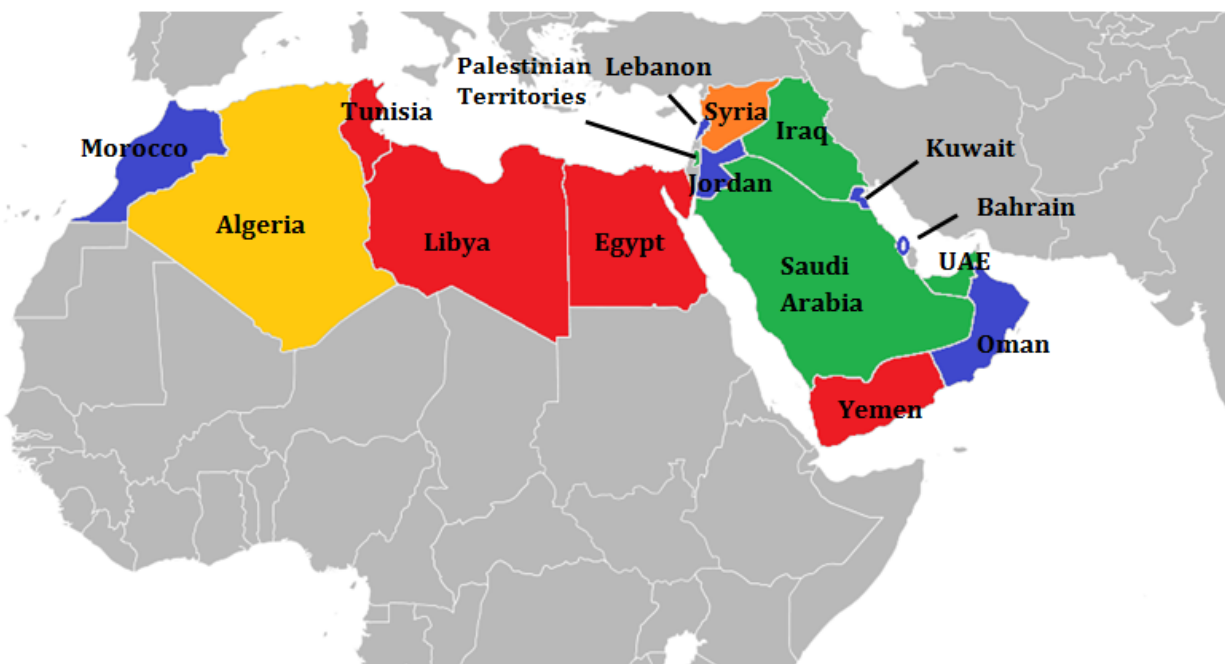 Palestinian
Territories
Lebanon
Tunisia
Syria
Iraq
Morocco
Kuwait
Jordan
Bahrain
Algeria
Libya
Egypt
Saudi
Arabia
UAE
Oman
Yemen